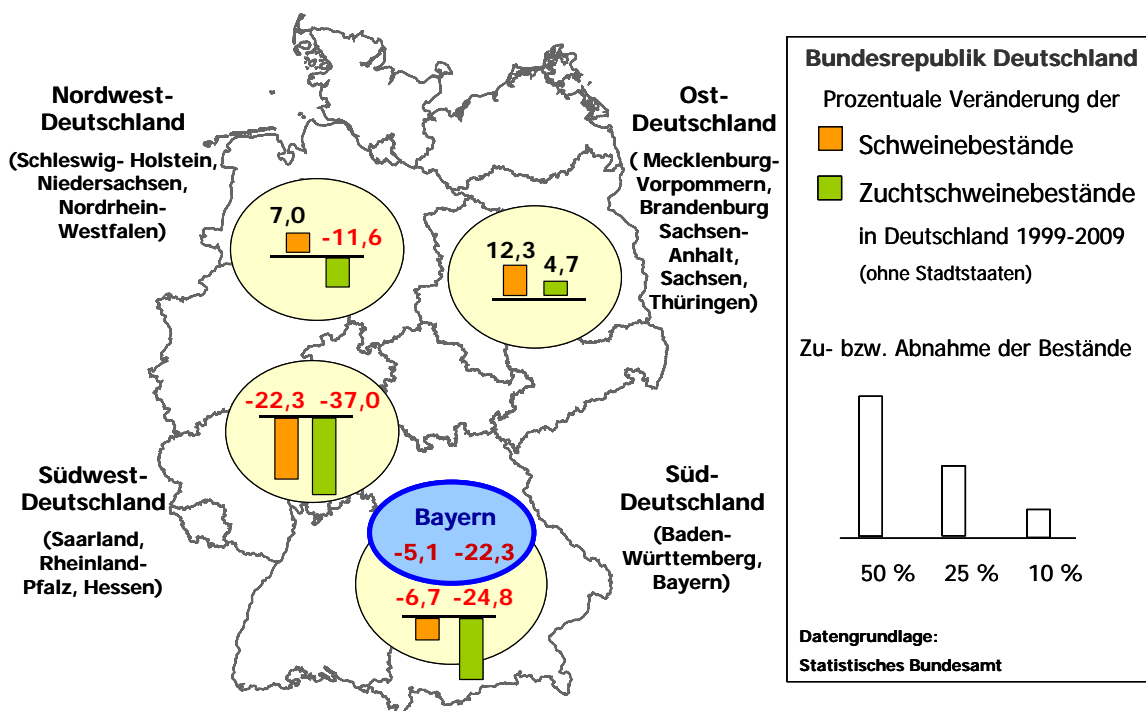 Nordwest-
Deutschland
(Schleswig- Holstein,
Niedersachsen,
Nordrhein-
Westfalen)
7,0
-11,6
Ost-
Deutschland
( Mecklenburg-
Vorpommern,
Brandenburg
Sachsen-
Anhalt,
Sachsen,
Thüringen)
12,3
4,7
-22,3 -37,0
Südwest-
Deutschland
(Saarland,
Rheinland-
Pfalz, Hessen)
Bayern
-5,1 -22,3
-6,7 -24,8
Süd-
Deutschland
(Baden-
Württemberg,
Bayern)
Bundesrepublik Deutschland
Prozentuale Veränderung der
Schweinebestände
Zuchtschweinebestände
in Deutschland 1999-2009
(ohne Stadtstaaten)
Zu- bzw. Abnahme der Bestände
50 % 25 % 10 %
Datengrundlage:
Statistisches Bundesamt